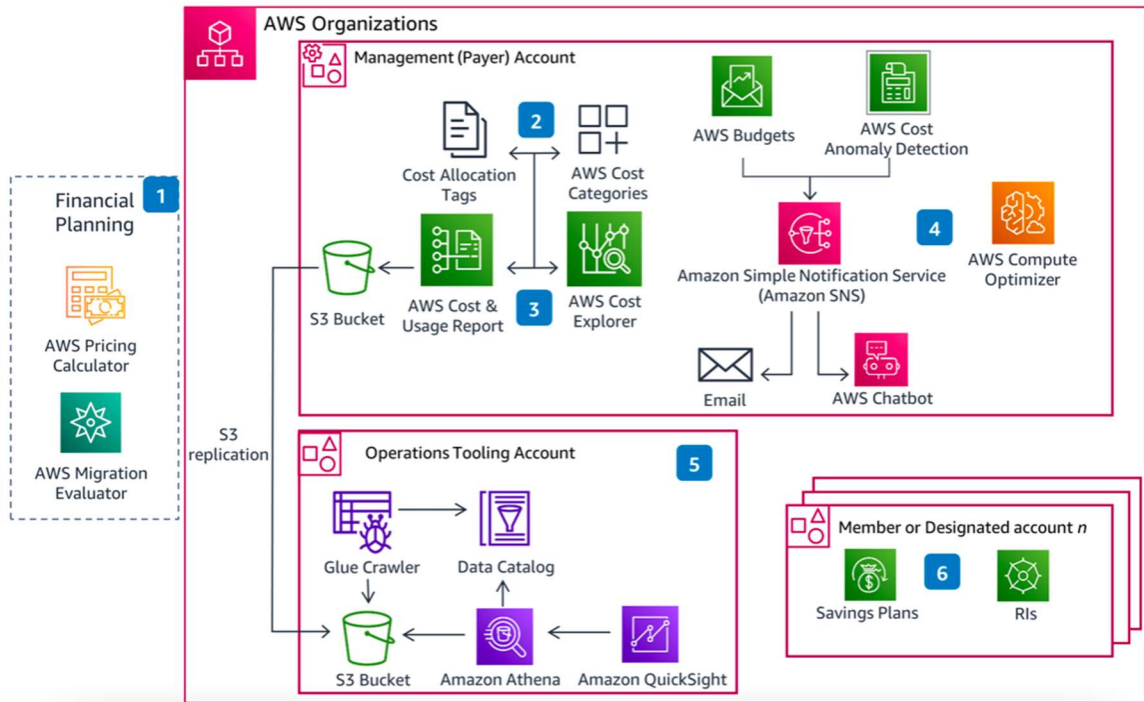 AWS Organizations
Management (Payer) Account
Financial
Planning
1
AWS Pricing
Calculator
AWS Migration
Evaluator
Cost Allocation
Tags
2
AWS Cost
Categories
S3 Bucket
AWS Cost &
Usage Report
3
AWS Cost
Explorer
AWS Budgets
AWS Cost
Anomaly Detection
Amazon Simple Notification Service
(Amazon SNS)
4
AWS Compute
Optimizer
Email
AWS Chatbot
S3
replication
Operations Tooling Account
5
Glue Crawler
Data Catalog
S3 Bucket
Amazon Athena
Amazon QuickSight
Member or Designated account n
Savings Plans
6
RIs